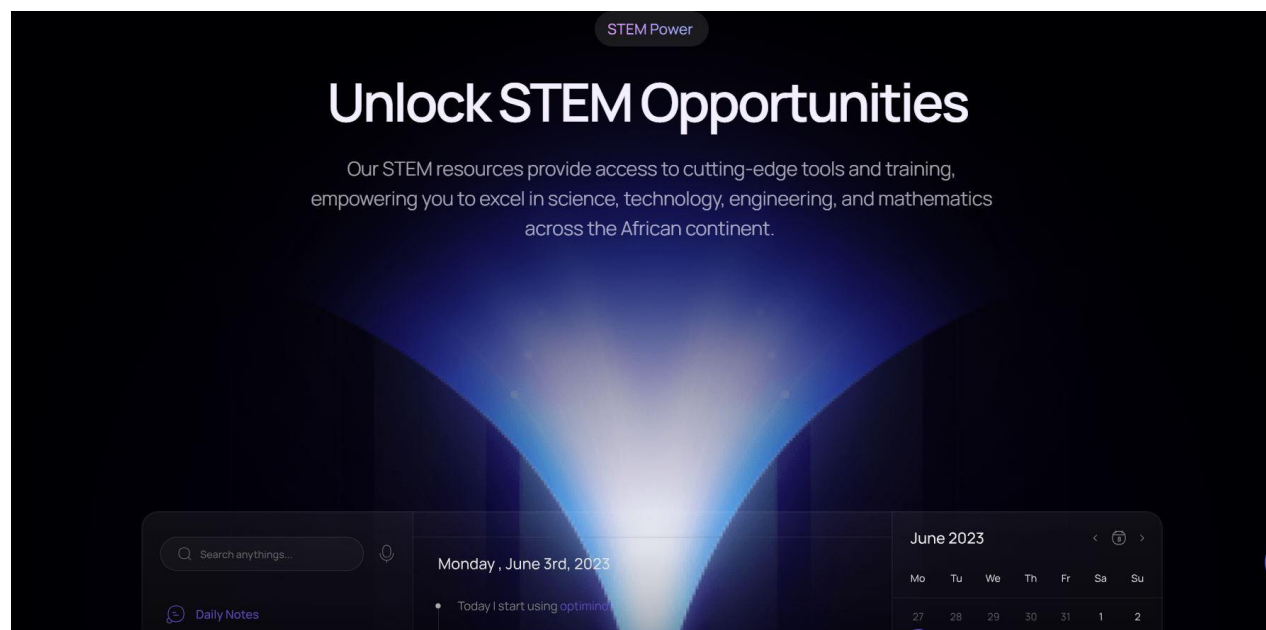 STEM Power
Unlock STEM Opportunities
Our STEM resources provide access to cutting-edge tools and training,
empowering you to excel in science, technology, engineering, and mathematics
across the African continent.
Search anythings...
Daily Notes
Monday , June 3rd, 2023
Today I start using optimind
June 2023
Mo Tu We Th Fr Sa Su
27 28 29 30 31 1 2